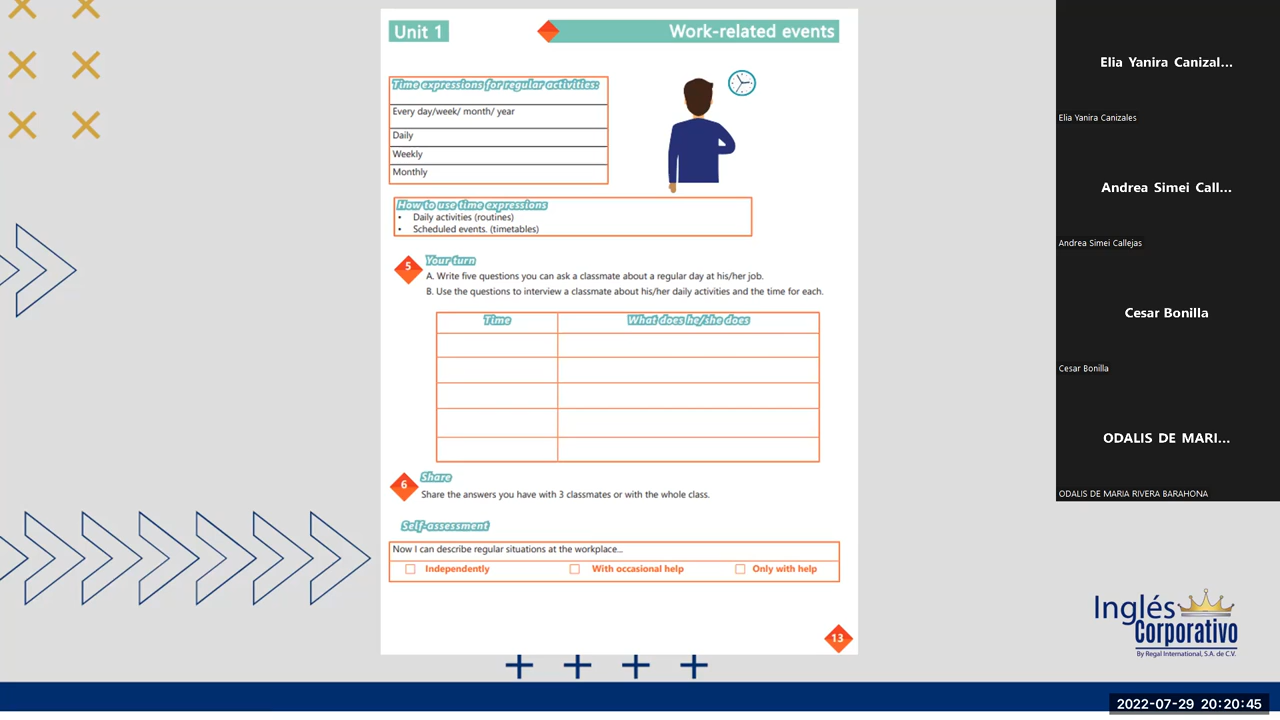 Unit 1
Work-related events
Time expressions for regular activities:
Every day/week/ month/ year
Daily
Weekly
Monthly
How to use time expressions
• Daily activities (routines)
• Scheduled events. (timetables)
5
Your turn
A. Write five questions you can ask a classmate about a regular day at his/her job.
B. Use the questions to interview a classmate about his/her daily activities and the time for each.
Time
What does he/she does
6
Share
Share the answers you have with 3 classmates or with the whole class.
Self-assessment
Now I can describe regular situations at the workplace...
Independently
With occasional help
Only with help
13
Elia Yanira Canizal...
Elia Yanira Canizales
Andrea Simei Call...
Andrea Simei Callejas
Cesar Bonilla
Cesar Bonilla
ODALIS DE MARI...
ODALIS DE MARIA RIVERA BARAHONA
Inglés
Corporativo
By Regal International, S.A. de C.V.
2022-07-29 20:20:45